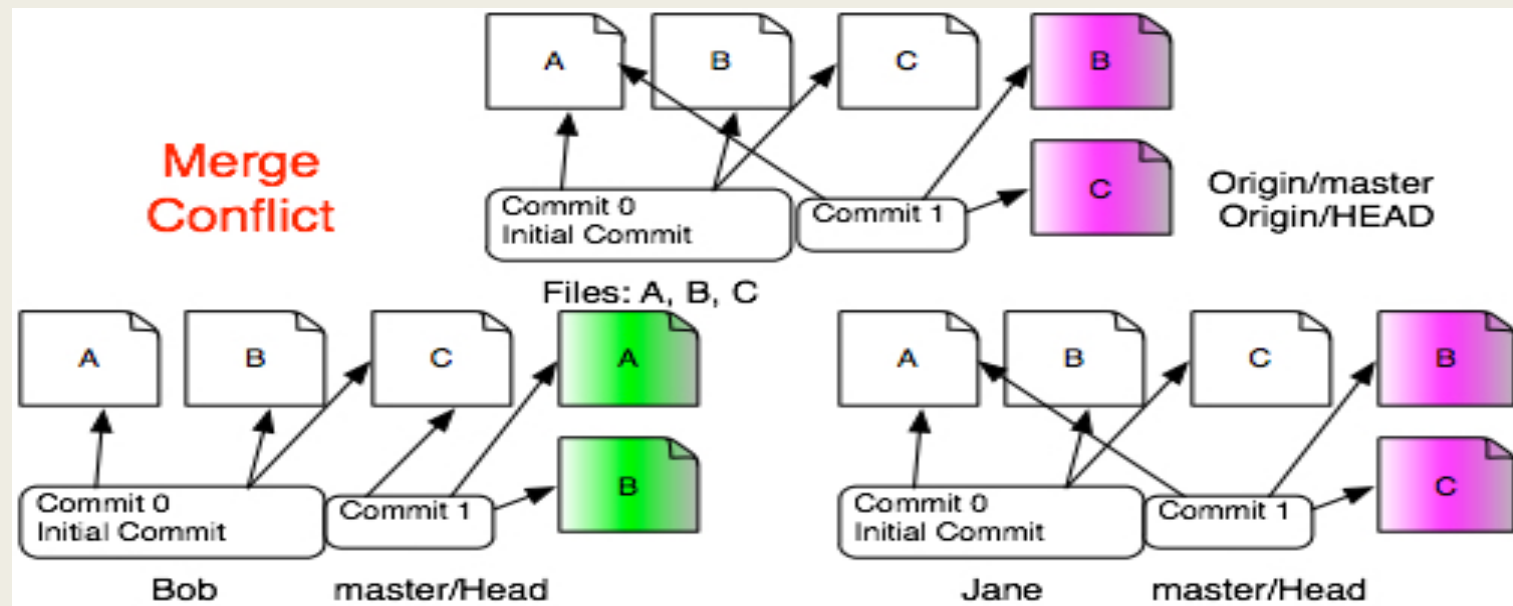 A B C B
Merge
Conflict
C
Origin/master
Origin/HEAD
Commit 0
Initial Commit
Commit 1
Files: A, B, C
A B C A
B
Commit 0
Initial Commit
Commit 1
Bob master/Head
A B C B
C
Commit 0
Initial Commit
Commit 1
Jane master/Head